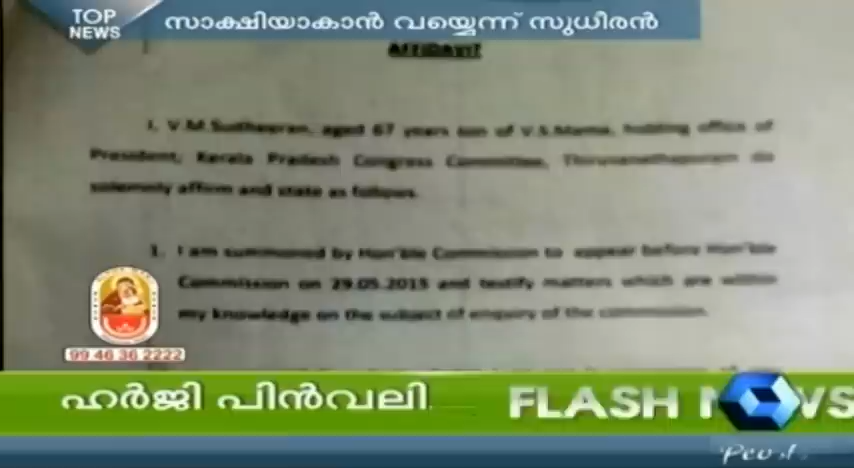 TOP
NEWS
സാക്ഷിയാകാൻ വയ്യെന്ന് സുധീരൻ
AFFIDAVIT
I, V.M.Sudheeran, aged 67 years son of V.S.Mama, holding office of
President, Kerala Pradesh Congress Committee, Thiruvananthapuram do
solemnly affirm and state as follows.
1. I am summoned by Hon'ble Commission to appear before Hon'ble
Commission on 29.05.2015 and testify matters which are within
my knowledge on the subject of enquiry of the commission.
99 46 36 2222
ഹർജി പിൻവലി
FLASH N WS